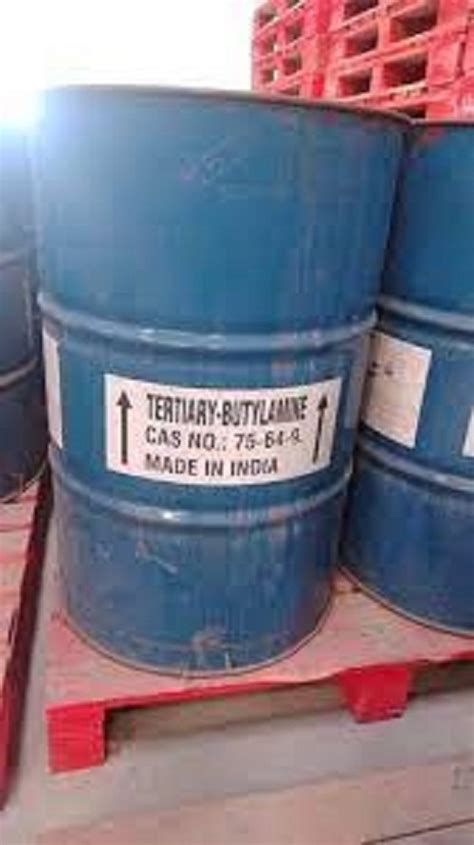 TERTIARY-BUTYLAMINE
CAS NO.: 75-64-9.
MADE IN INDIA